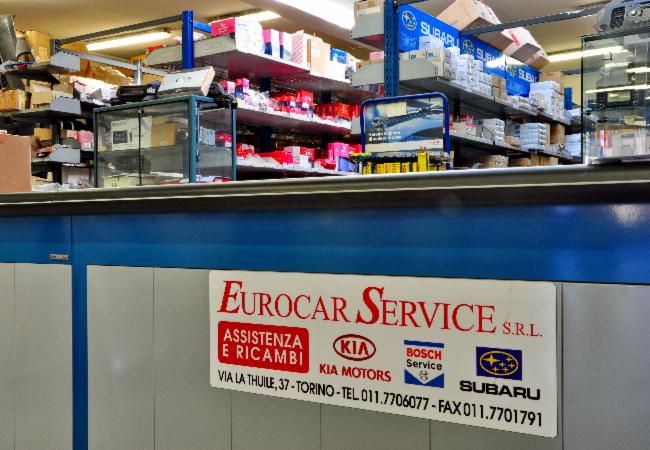 SUBARU
SUBARU
EUROCAR SERVICE S.R.L.
ASSISTENZA
E RICAMBI
KIA
KIA MOTORS
BOSCH
Service
SUBARU
VIA LA THUILE, 37 - TORINO - TEL. 011.7706077 - FAX 011.7701791